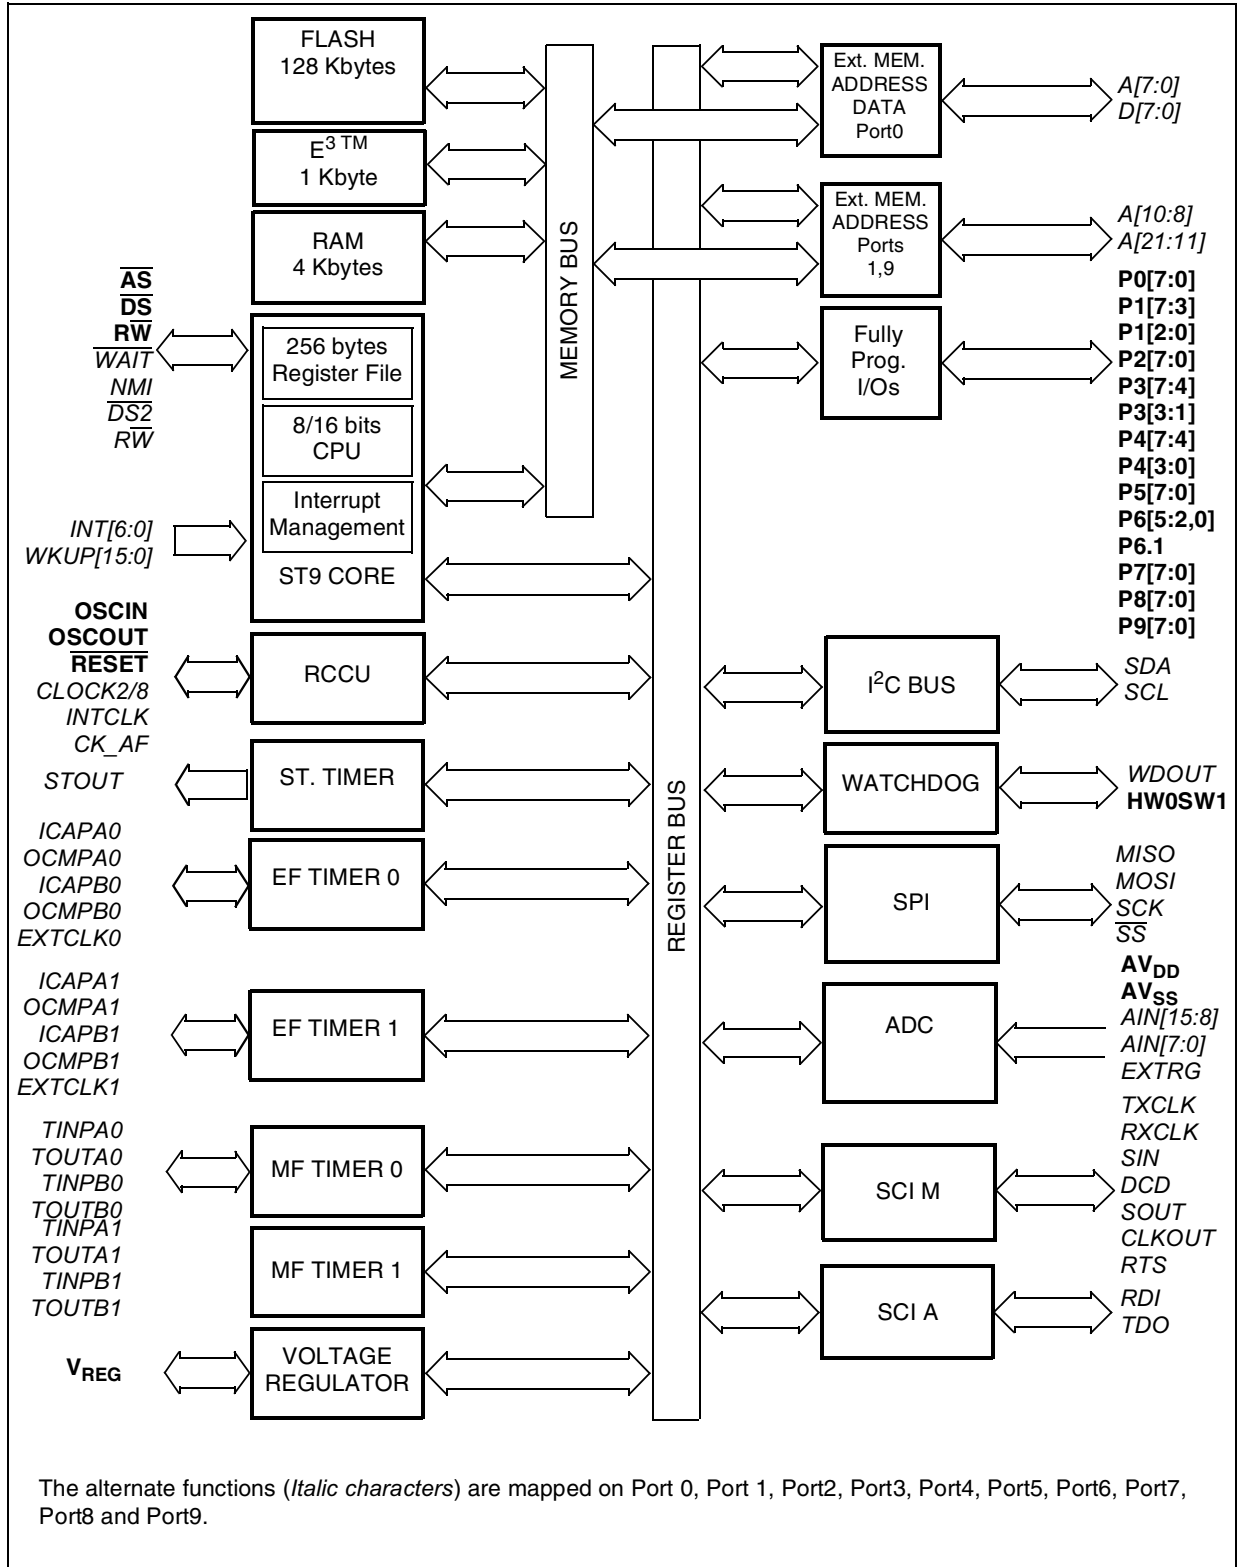 FLASH
128 Kbytes
E3 TM
1 Kbyte
RAM
4 Kbytes
AS
DS
RW
WAIT
NMI
DS2
RW
256 bytes
Register File
8/16 bits
CPU
Interrupt
Management
ST9 CORE
INT[6:0]
WKUP[15:0]
OSCIN
OSCOUT
RESET
CLOCK2/8
INTCLK
CK_AF
RCCU
STOUT
ST. TIMER
ICAPA0
OCMPA0
ICAPB0
OCMPB0
EXTCLK0
EF TIMER 0
ICAPA1
OCMPA1
ICAPB1
OCMPB1
EXTCLK1
EF TIMER 1
TINPA0
TOUTA0
TINPB0
TOUTB0
MF TIMER 0
TINPA1
TOUTA1
TINPB1
TOUTB1
MF TIMER 1
VREG
VOLTAGE
REGULATOR
MEMORY BUS
REGISTER BUS
Ext. MEM.
ADDRESS
DATA
Port0
A[7:0]
D[7:0]
Ext. MEM.
ADDRESS
Ports
1,9
A[10:8]
A[21:11]
Fully
Prog.
I/Os
P0[7:0]
P1[7:3]
P1[2:0]
P2[7:0]
P3[7:4]
P3[3:1]
P4[7:4]
P4[3:0]
P5[7:0]
P6[5:2,0]
P6.1
P7[7:0]
P8[7:0]
P9[7:0]
I2C BUS
SDA
SCL
WATCHDOG
WDOUT
HW0SW1
SPI
MISO
MOSI
SCK
SS
ADC
AVDD
AVSS
AIN[15:8]
AIN[7:0]
EXTRG
SCI M
TXCLK
RXCLK
SIN
DCD
SOUT
CLKOUT
RTS
SCI A
RDI
TDO
The alternate functions (Italic characters) are mapped on Port 0, Port 1, Port2, Port3, Port4, Port5, Port6, Port7,
Port8 and Port9.